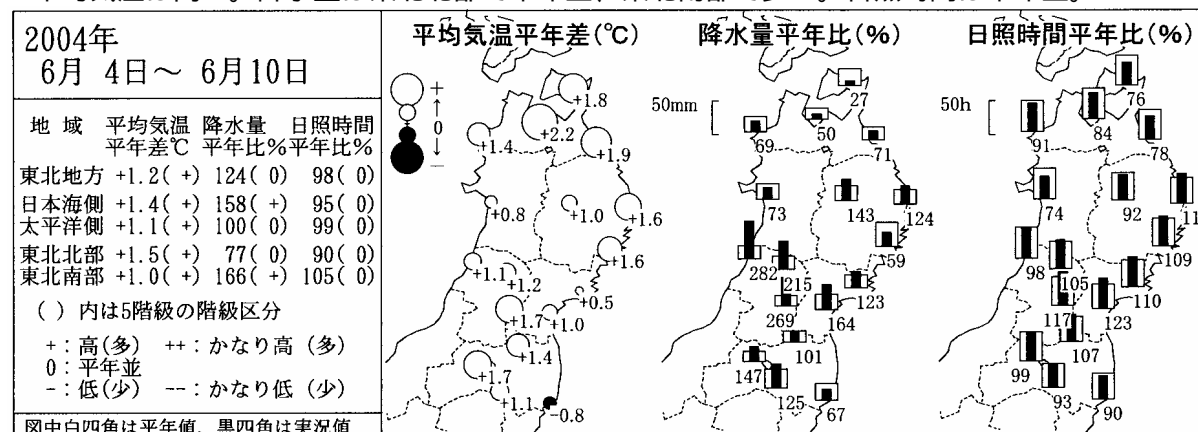 2004年
6月 4日～ 6月10日
地 域 平均気温 降水量 日照時間
平年差℃ 平年比% 平年比%
東北地方 +1.2( +) 124( 0) 98( 0)
日本海側 +1.4( +) 158( +) 95( 0)
太平洋側 +1.1( +) 100( 0) 99( 0)
東北北部 +1.5( +) 77( 0) 90( 0)
東北南部 +1.0( +) 166( +) 105( 0)
( ) 内は5階級の階級区分
+：高(多) ++：かなり高 (多)
0：平年並
-：低(少) --：かなり低 (少)
図中白四角は平年値、黒四角は実況値
平均気温平年差(℃)
+
↑
0
↓
-
+1.8
+2.2
+1.4
+1.9
+0.8
+1.0
+1.6
+1.6
+1.1
+1.2
+0.5
+1.7
+1.0
+1.4
+1.7
+1.1
-0.8
降水量平年比(%)
50mm
27
50
69
71
73
143
124
59
282
215
123
269
164
101
147
125
67
日照時間平年比(%)
50h
76
84
91
78
74
92
109
98
105
110
117
123
107
99
93
90